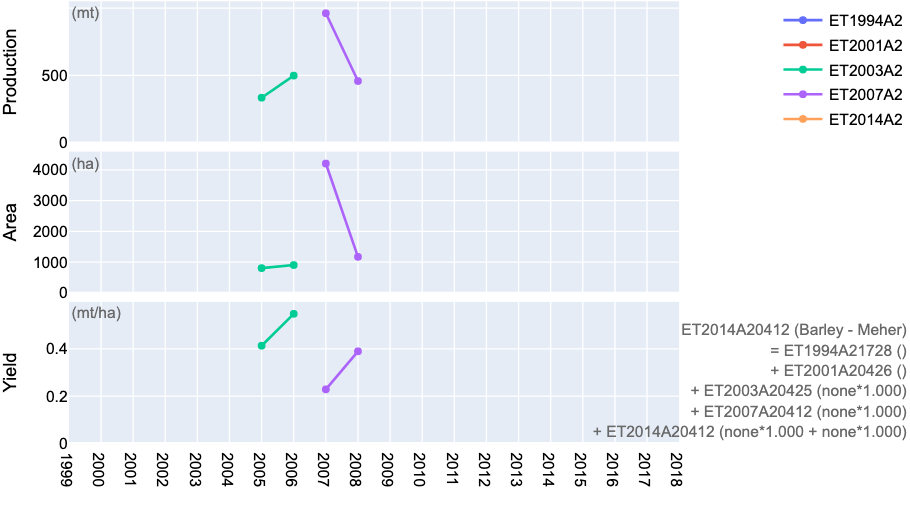 Production
(mt)
500
0
ET1994A2
ET2001A2
ET2003A2
ET2007A2
ET2014A2
Area
(ha)
4000
3000
2000
1000
0
Yield
(mt/ha)
0.4
0.2
0
ET2014A20412 (Barley - Meher)
= ET1994A21728 ()
+ ET2001A20426 ()
+ ET2003A20425 (none*1.000)
+ ET2007A20412 (none*1.000)
+ ET2014A20412 (none*1.000 + none*1.000)
1999 2000 2001 2002 2003 2004 2005 2006 2007 2008 2009 2010 2011 2012 2013 2014 2015 2016 2017 2018